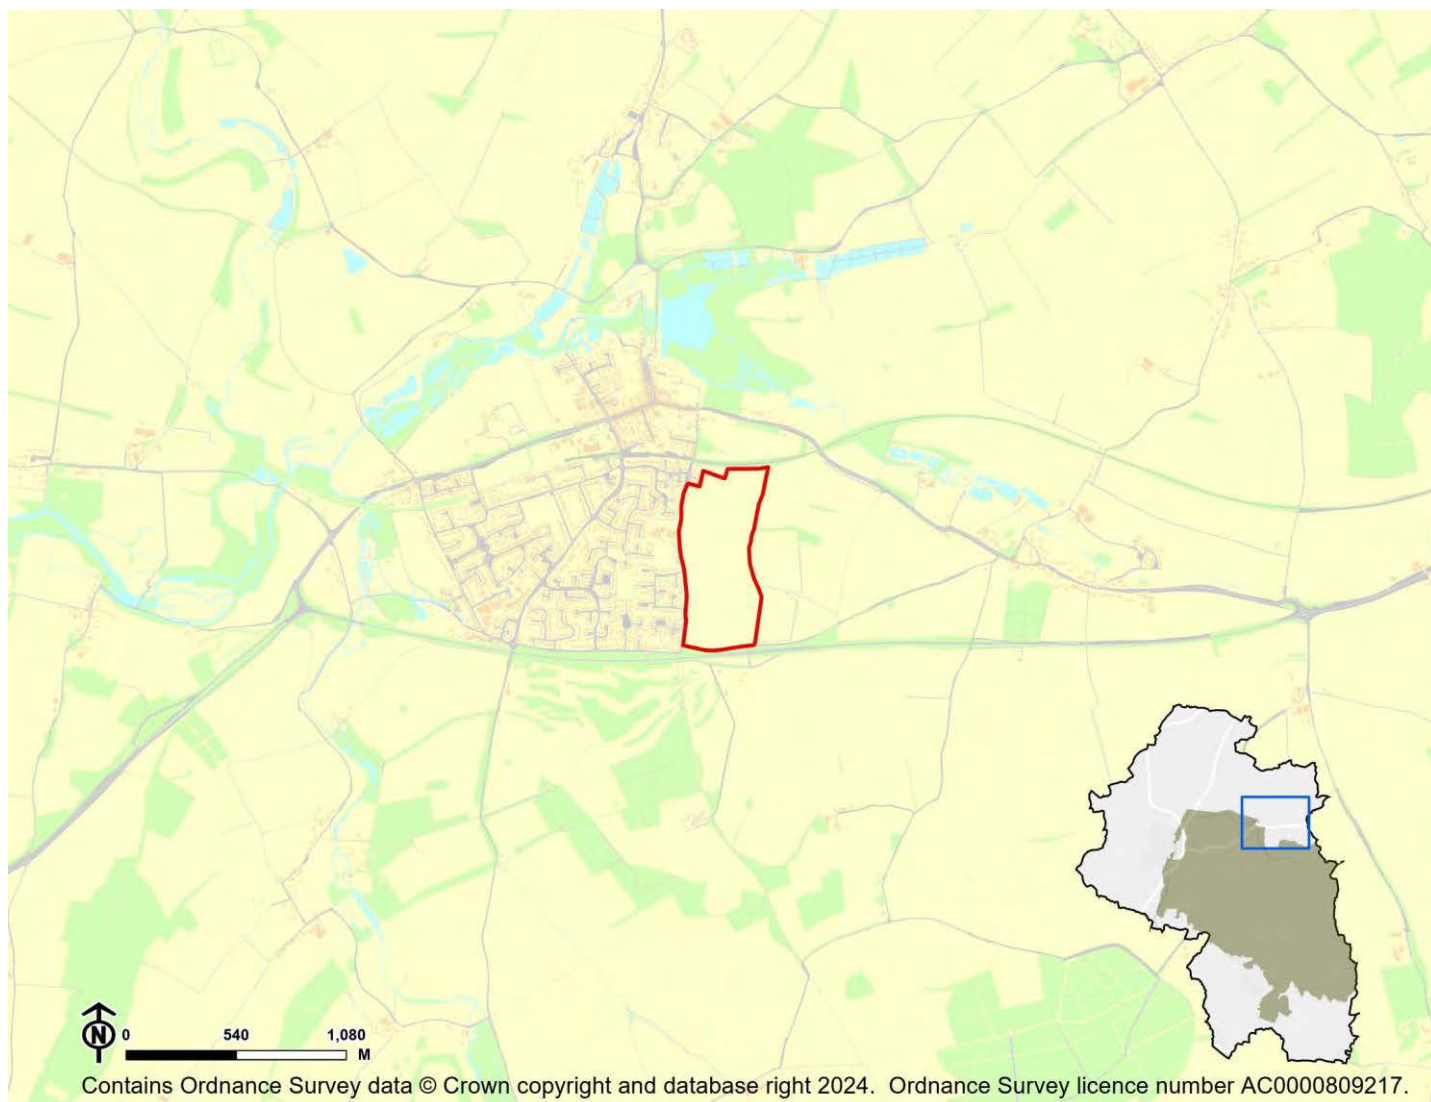 N
0 540 1,080
M
Contains Ordnance Survey data © Crown copyright and database right 2024. Ordnance Survey licence number AC0000809217.